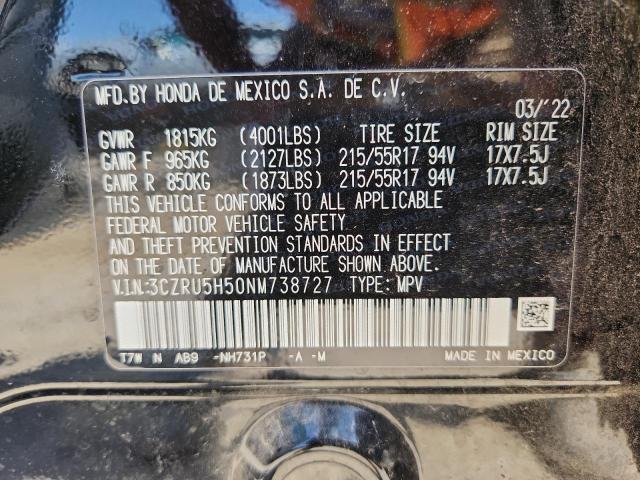 MFD.BY HONDA DE MEXICO S.A. DE C.V.
03/'22
GVWR 1815KG (4001LBS) TIRE SIZE RIM SIZE
GAWR F 965KG (2127LBS) 215/55R17 94V 17X7.5J
GAWR R 850KG (1873LBS) 215/55R17 94V 17X7.5J
THIS VEHICLE CONFORMS TO ALL APPLICABLE
FEDERAL MOTOR VEHICLE SAFETY
AND THEFT PREVENTION STANDARDS IN EFFECT
ON THE DATE OF MANUFACTURE SHOWN ABOVE.
V.I.N:3CZRU5H50NM738727 TYPE: MPV
T7W N AB9 -NH731P -A -M MADE IN MEXICO